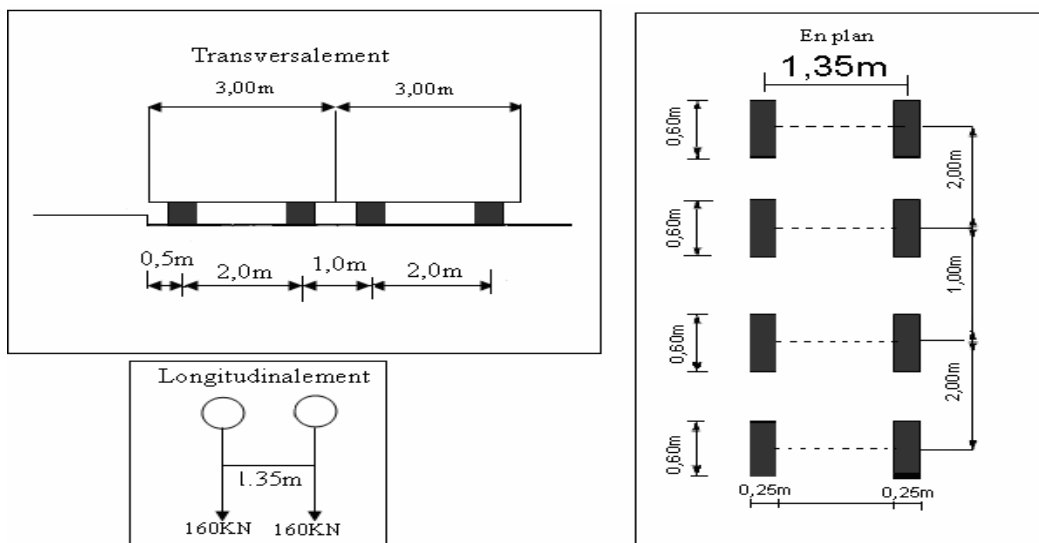 Transversalement
3,00m 3,00m
0,5m 2,0m 1,0m 2,0m
Longitudinalement
1.35m
160KN 160KN
En plan
1,35m
0,60m
2,00m
0,60m
1,00m
0,60m
2,00m
0,60m
0,25m 0,25m